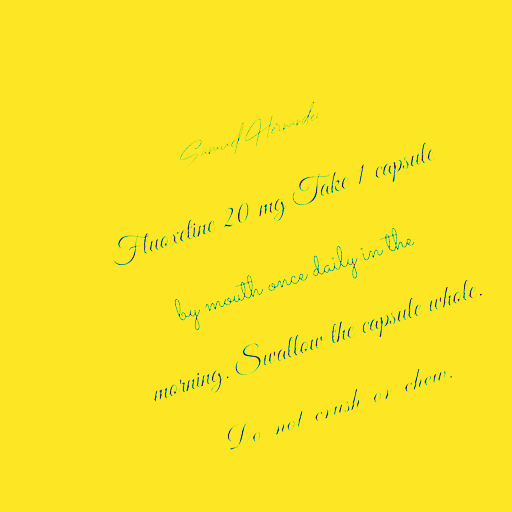 Samuel Hernandez
Fluoxetine 20 mg Take 1 capsule
by mouth once daily in the
morning. Swallow the capsule whole.
Do not crush or chew.